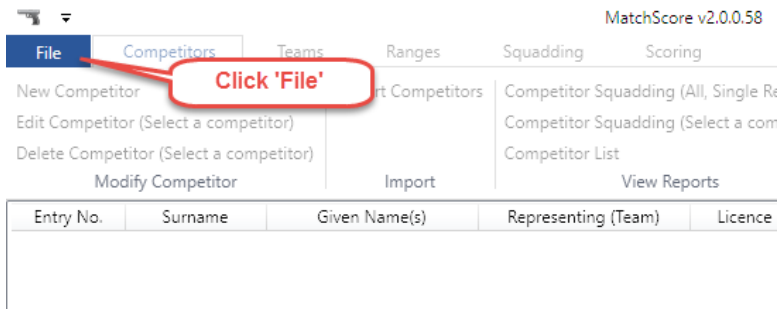 MatchScore v2.0.0.58
File Competitors Teams Ranges Squadding Scoring
Click 'File'
New Competitor rt Competitors Competitor Squadding (All, Single Re
Edit Competitor (Select a competitor) Competitor Squadding (Select a com
Delete Competitor (Select a competitor) Competitor List
Modify Competitor Import View Reports
Entry No. Surname Given Name(s) Representing (Team) Licence